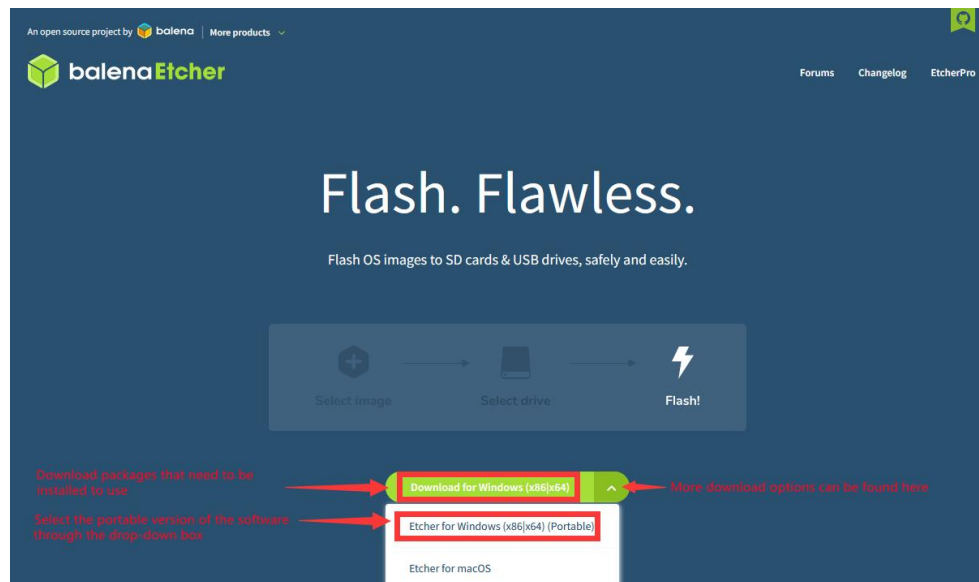 An open source project by balena | More products
balenaEtcher
Forums Changelog EtcherPro
Flash. Flawless.
Flash OS images to SD cards & USB drives, safely and easily.
Select image Select drive Flash!
Download packages that need to be
installed to use
Download for Windows (x86|x64)
More download options can be found here
Select the portable version of the software
through the drop-down box
Etcher for Windows (x86|x64) (Portable)
Etcher for macOS